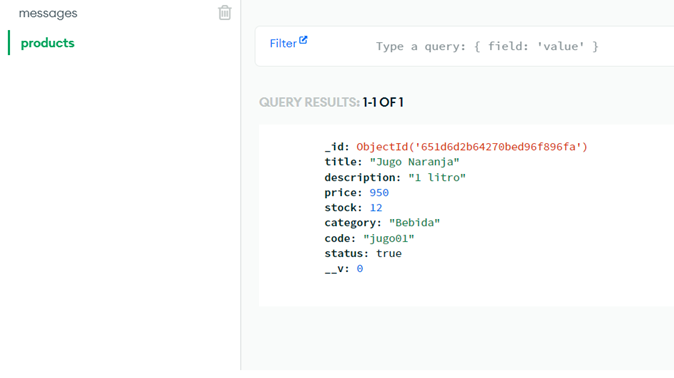 messages
products
Filter
Type a query: { field: 'value' }
QUERY RESULTS: 1-1 OF 1
_id: ObjectId('651d6d2b64270bed96f896fa')
title: "Jugo Naranja"
description: "1 litro"
price: 950
stock: 12
category: "Bebida"
code: "jugo01"
status: true
__v: 0